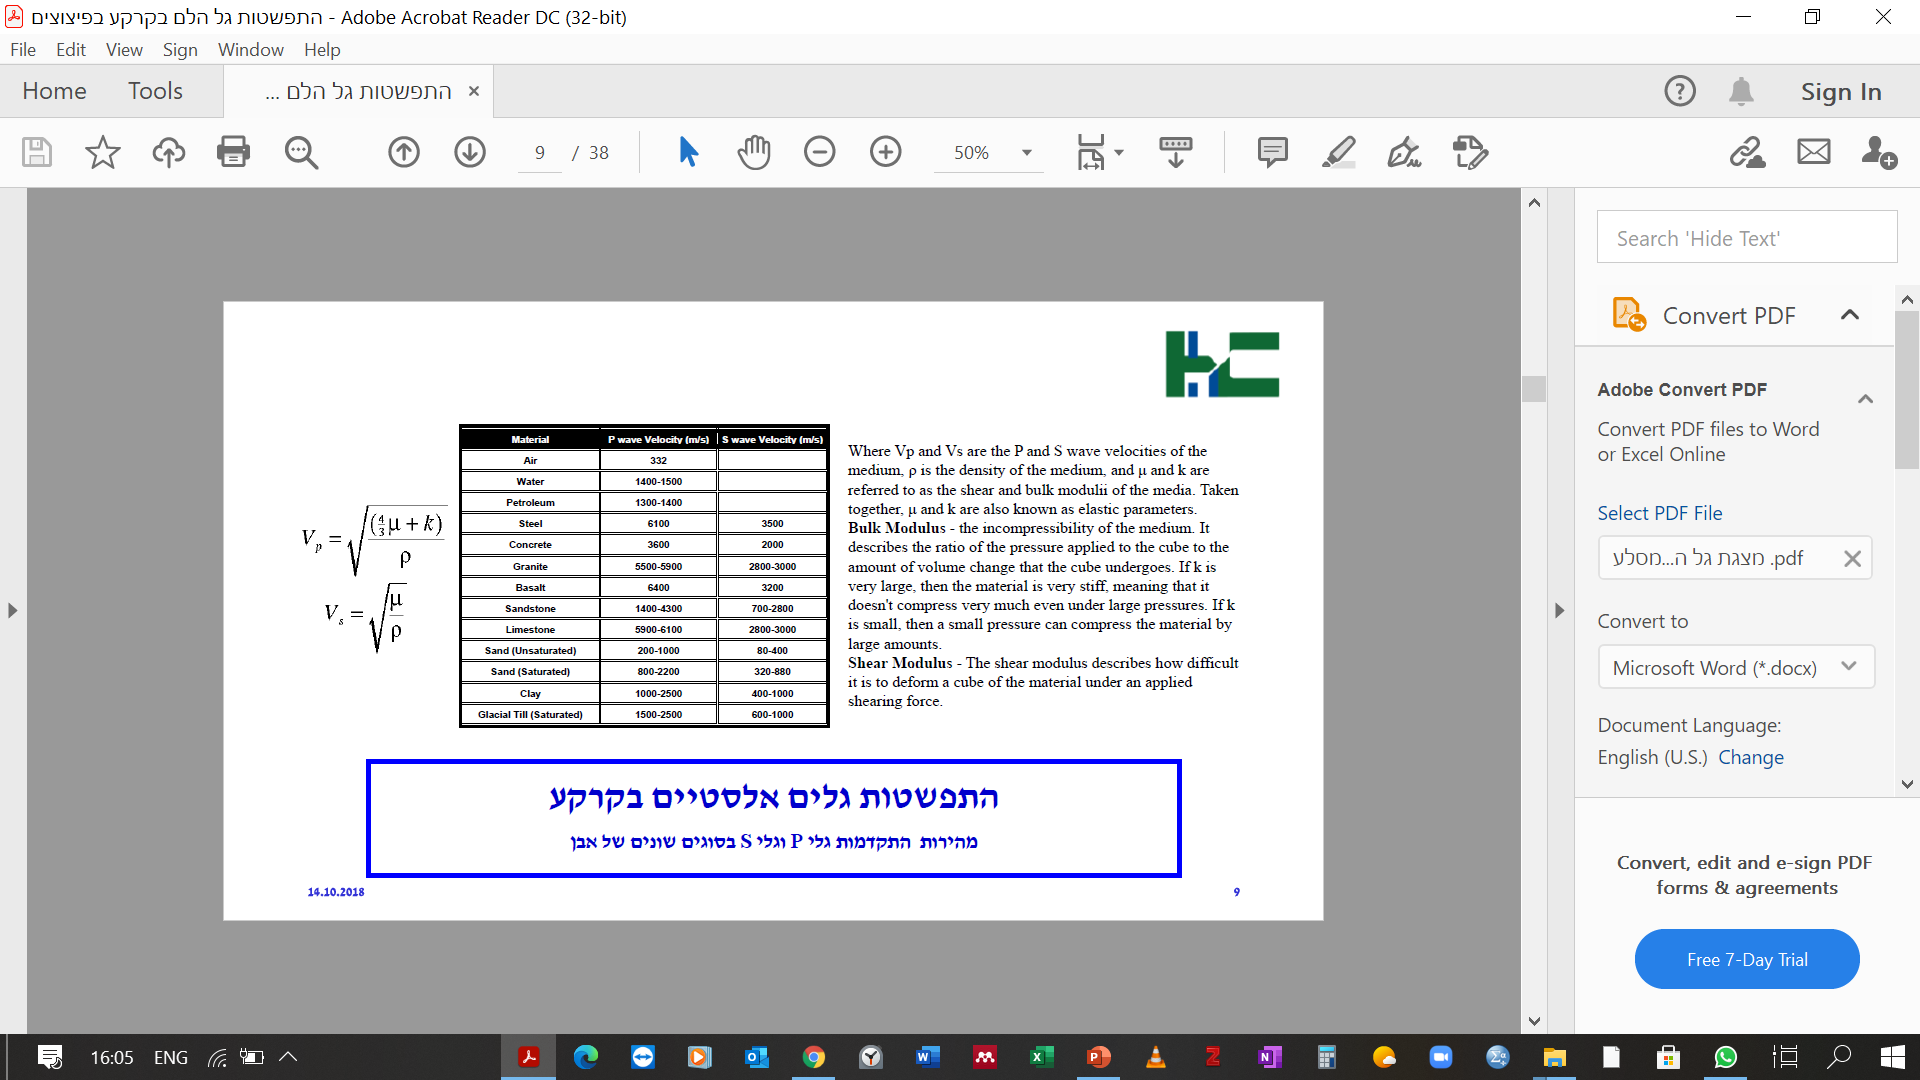 התפשטות גל הלם בקרקע בפיצוצים - Adobe Acrobat Reader DC (32-bit)
File Edit View Sign Window Help
Home Tools התפשטות גל הלם ... × Sign In
9 / 38 50%
Search 'Hide Text'
Convert PDF
Adobe Convert PDF
Convert PDF files to Word
or Excel Online
Select PDF File
מצגת גל ה...מסלע .pdf
Convert to
Microsoft Word (*.docx)
Document Language:
English (U.S.) Change
Convert, edit and e-sign PDF
forms & agreements
Free 7-Day Trial
V_p = √((4/3 μ + k)/ρ)
V_s = √(μ/ρ)
Material P wave Velocity (m/s) S wave Velocity (m/s)
Air 332
Water 1400-1500
Petroleum 1300-1400
Steel 6100 3500
Concrete 3600 2000
Granite 5500-5900 2800-3000
Basalt 6400 3200
Sandstone 1400-4300 700-2800
Limestone 5900-6100 2800-3000
Sand (Unsaturated) 200-1000 80-400
Sand (Saturated) 800-2200 320-880
Clay 1000-2500 400-1000
Glacial Till (Saturated) 1500-2500 600-1000
Where Vp and Vs are the P and S wave velocities of the
medium, ρ is the density of the medium, and μ and k are
referred to as the shear and bulk modulii of the media. Taken
together, μ and k are also known as elastic parameters.
Bulk Modulus - the incompressibility of the medium. It
describes the ratio of the pressure applied to the cube to the
amount of volume change that the cube undergoes. If k is
very large, then the material is very stiff, meaning that it
doesn't compress very much even under large pressures. If k
is small, then a small pressure can compress the material by
large amounts.
Shear Modulus - The shear modulus describes how difficult
it is to deform a cube of the material under an applied
shearing force.
התפשטות גלים אלסטיים בקרקע
מהירות התקדמות גלי P וגלי S בסוגים שונים של אבן
14.10.2018 9
16:05 ENG